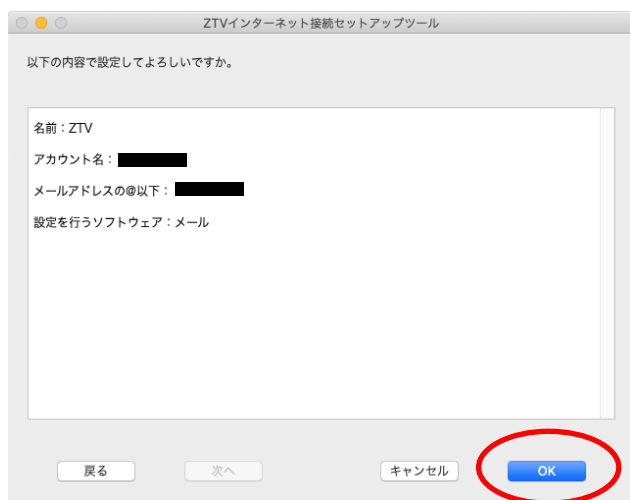 ZTVインターネット接続セットアップツール
以下の内容で設定してよろしいですか。
名前：ZTV
アカウント名：
メールアドレスの@以下：
設定を行うソフトウェア：メール
戻る 次へ キャンセル OK